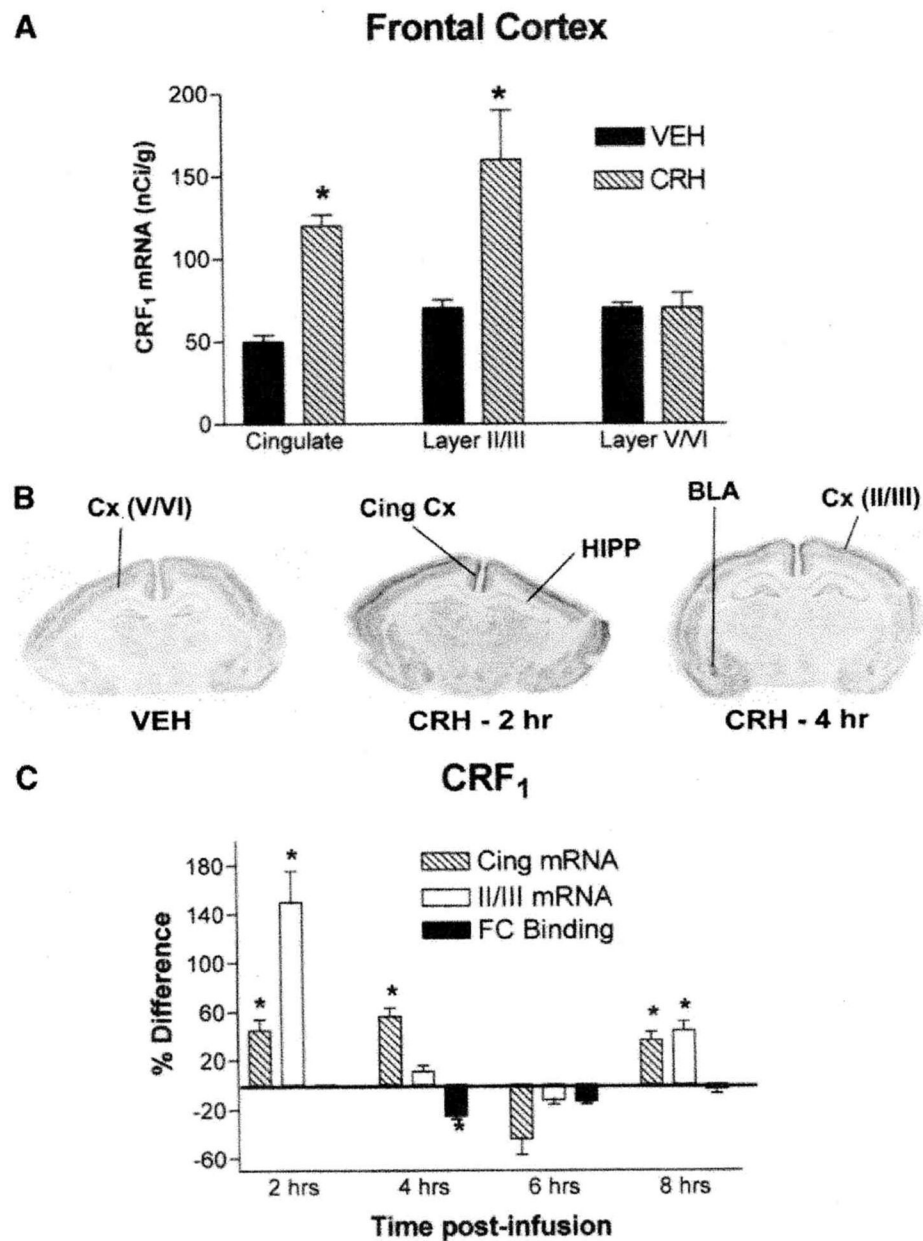 A
Frontal Cortex
CRF₁ mRNA (nCi/g)
200
150
100
50
0
*
*
VEH
CRH
Cingulate
Layer II/III
Layer V/VI
B
Cx (V/VI)
Cing Cx
HIPP
BLA
Cx (II/III)
VEH
CRH - 2 hr
CRH - 4 hr
C
CRF₁
% Difference
180
140
100
60
20
-20
-60
*
*
*
*
*
*
Cing mRNA
II/III mRNA
FC Binding
2 hrs
4 hrs
6 hrs
8 hrs
Time post-infusion